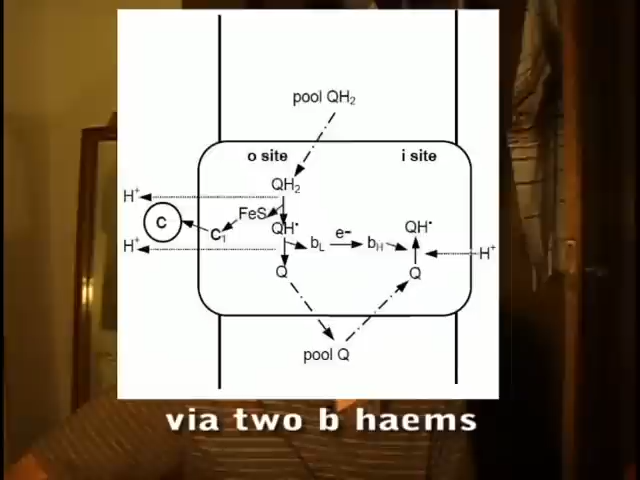 pool QH₂
o site
i site
QH₂
H⁺
FeS
C
C₁
QH•
QH•
H⁺
bL
e−
bH
H⁺
Q
Q
pool Q
via two b haems